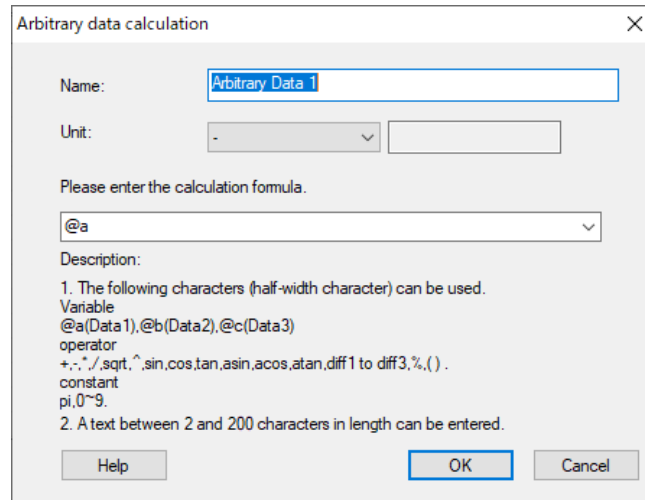 Arbitrary data calculation
Name:
Arbitrary Data 1
Unit:
-
Please enter the calculation formula.
@a
Description:
1. The following characters (half-width character) can be used.
Variable
@a(Data1),@b(Data2),@c(Data3)
operator
+,-,*,/,sqrt,^,sin,cos,tan,asin,acos,atan,diff1 to diff3,%,( ) .
constant
pi,0~9.
2. A text between 2 and 200 characters in length can be entered.
Help
OK
Cancel